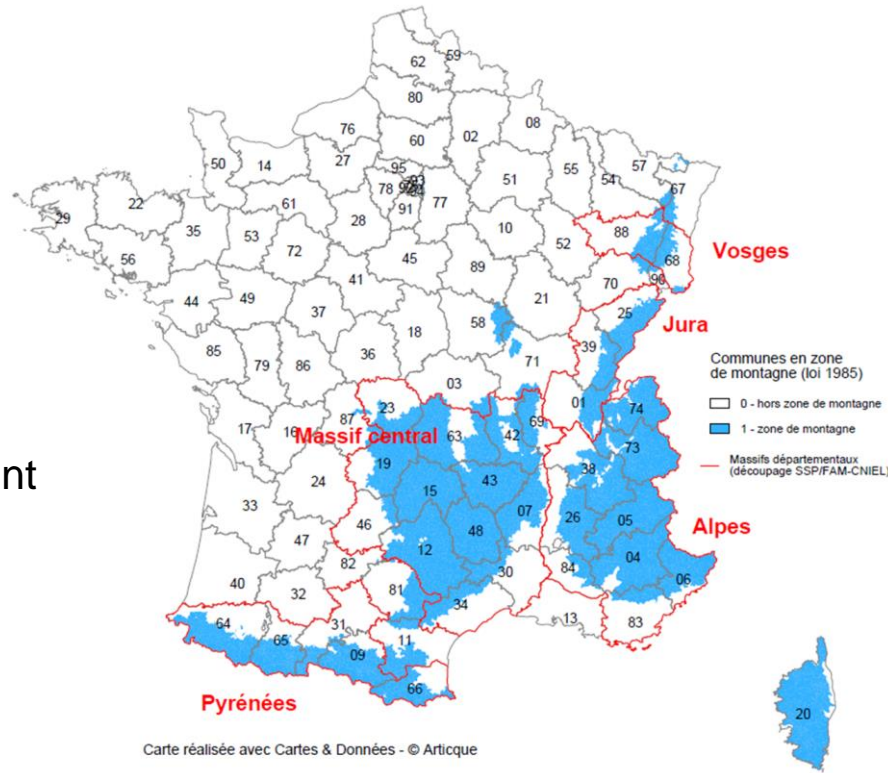 62 59
80
76 60 02 08
50 14 27 95 93 51 55 54 57 67
78 77
29 22 61 91
35 53 28 10 52 88
56 72 45 68
Vosges
41 89 70 90
44 49 37 21 25
Jura
18 58 39
85 79 86 36 71
Communes en zone
de montagne (loi 1985)
03 01
0 - hors zone de montagne
23 74
87 69
17 16 Massif central 63 42
1 - zone de montagne
19 38 73
Massifs départementaux
(découpage SSP/FAM-CNIEL)
nt
24 15 43
33 07 26 05
Alpes
46 48
47 12 04
82 30 84 06
40 32 81 34
13 83
64 31 11
65 09
66
20
Pyrénées
Carte réalisée avec Cartes & Données - © Articque